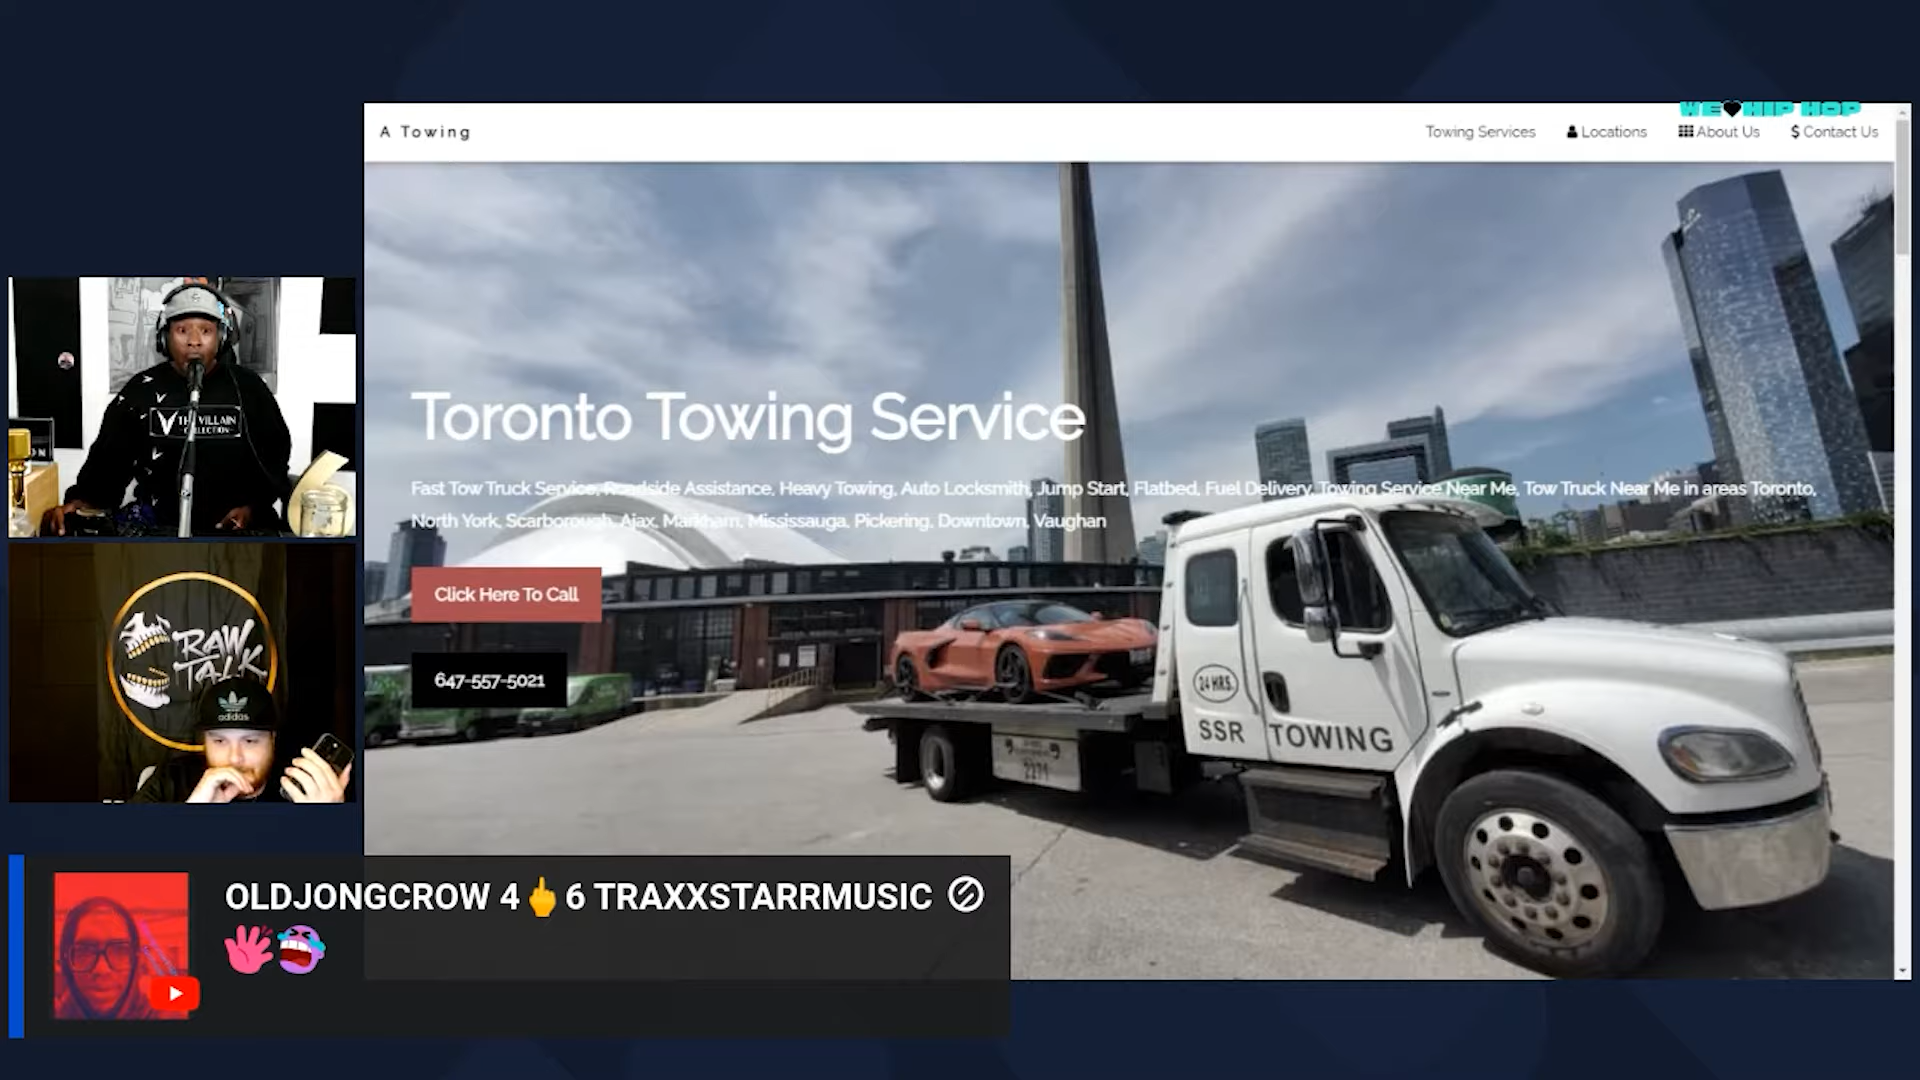 WE HIP HOP
A Towing
Towing Services
Locations
About Us
$ Contact Us
Toronto Towing Service
Fast Tow Truck Service, Roadside Assistance, Heavy Towing, Auto Locksmith, Jump Start, Flatbed, Fuel Delivery, Towing Service Near Me, Tow Truck Near Me in areas Toronto,
North York, Scarborough, Ajax, Markham, Mississauga, Pickering, Downtown, Vaughan
Click Here To Call
647-557-5021
24 HRS.
SSR TOWING
2271
THE VILLAIN
COLLECTION
RAW
TALK
adidas
OLDJONGCROW 4🖕6 TRAXXSTARRMUSIC